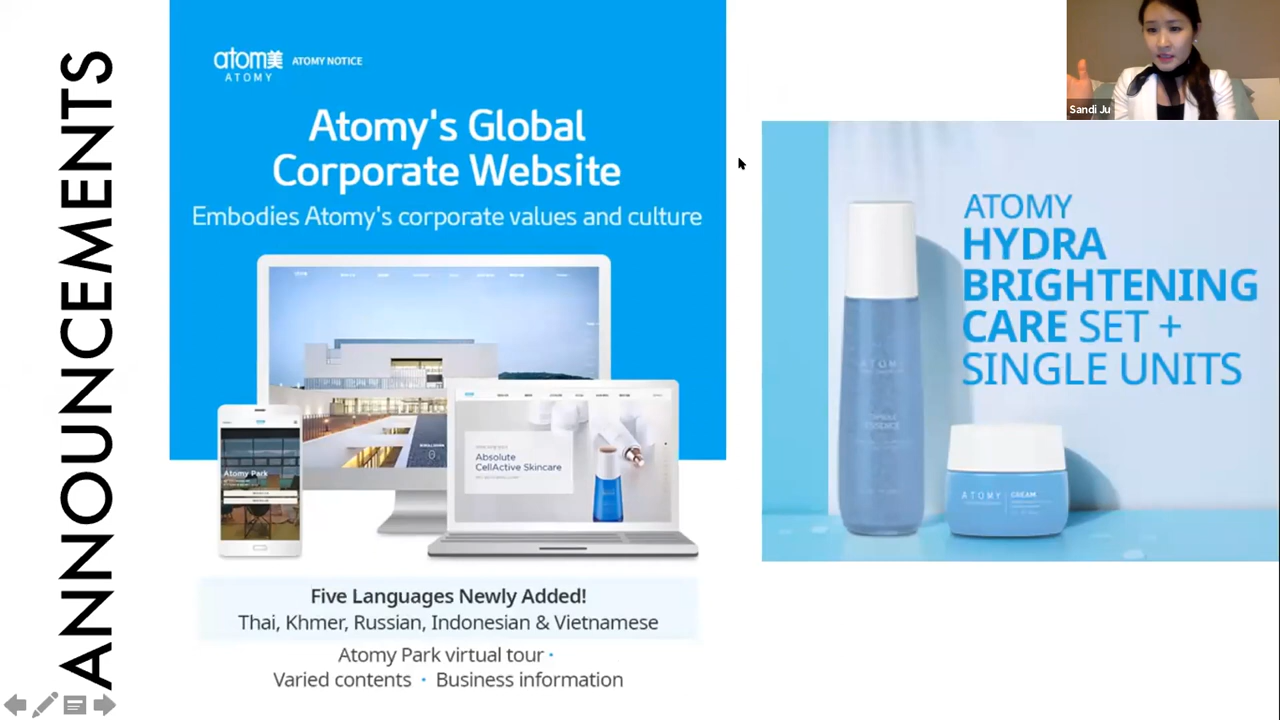 ANNOUNCEMENTS
atom美
ATOMY
ATOMY NOTICE
Atomy's Global
Corporate Website
Embodies Atomy's corporate values and culture
Atomy Park
Absolute
CellActive Skincare
Five Languages Newly Added!
Thai, Khmer, Russian, Indonesian & Vietnamese
Atomy Park virtual tour ·
Varied contents · Business information
Sandi Ju
ATOMY
HYDRA
BRIGHTENING
CARE SET +
SINGLE UNITS
ATOMY
ESSENCE
ATOMY CREAM